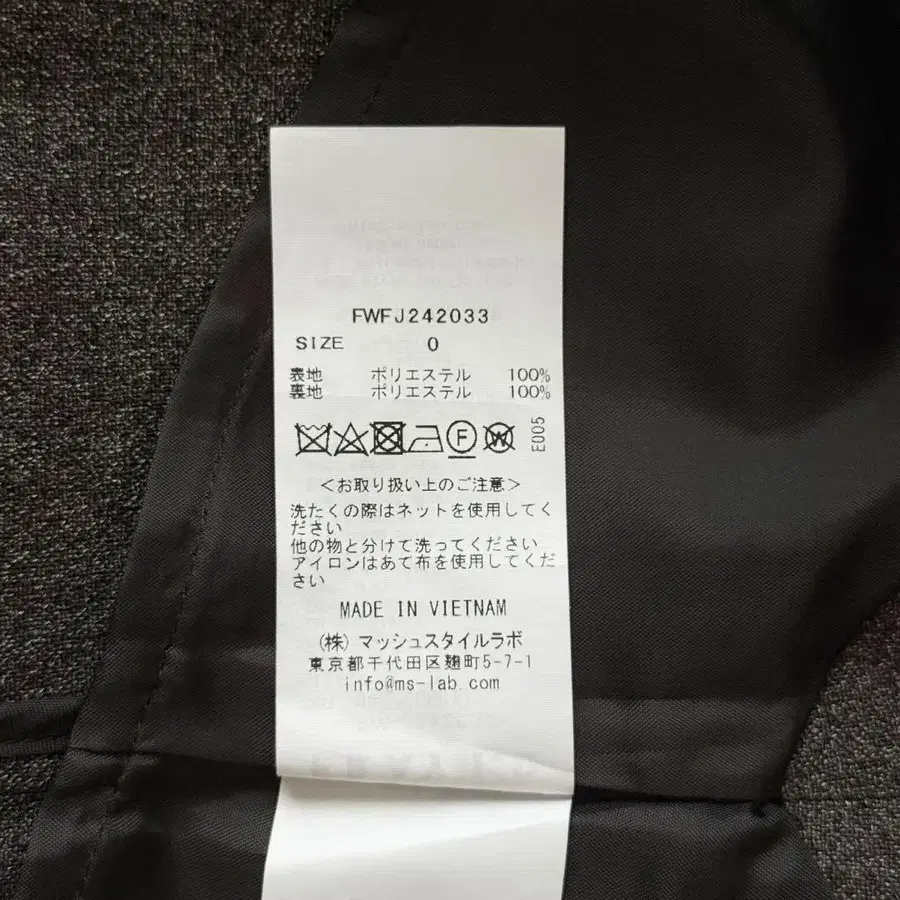 FWFJ242033
SIZE 0
表地 ポリエステル 100%
裏地 ポリエステル 100%
F W E005
<お取り扱い上のご注意>
洗たくの際はネットを使用してく
ださい
他の物と分けて洗ってください
アイロンはあて布を使用してくだ
さい
MADE IN VIETNAM
(株) マッシュスタイルラボ
東京都千代田区麹町5-7-1
info@ms-lab.com